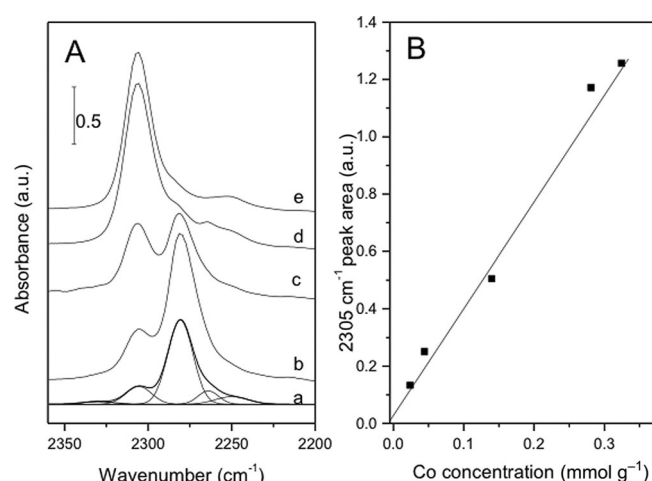 A
0.5
e
d
c
b
a
Absorbance (a.u.)
2350
2300
2250
2200
Wavenumber (cm⁻¹)
B
1.4
1.2
1.0
0.8
0.6
0.4
0.2
0.0
2305 cm⁻¹ peak area (a.u.)
0.0
0.1
0.2
0.3
Co concentration (mmol g⁻¹)